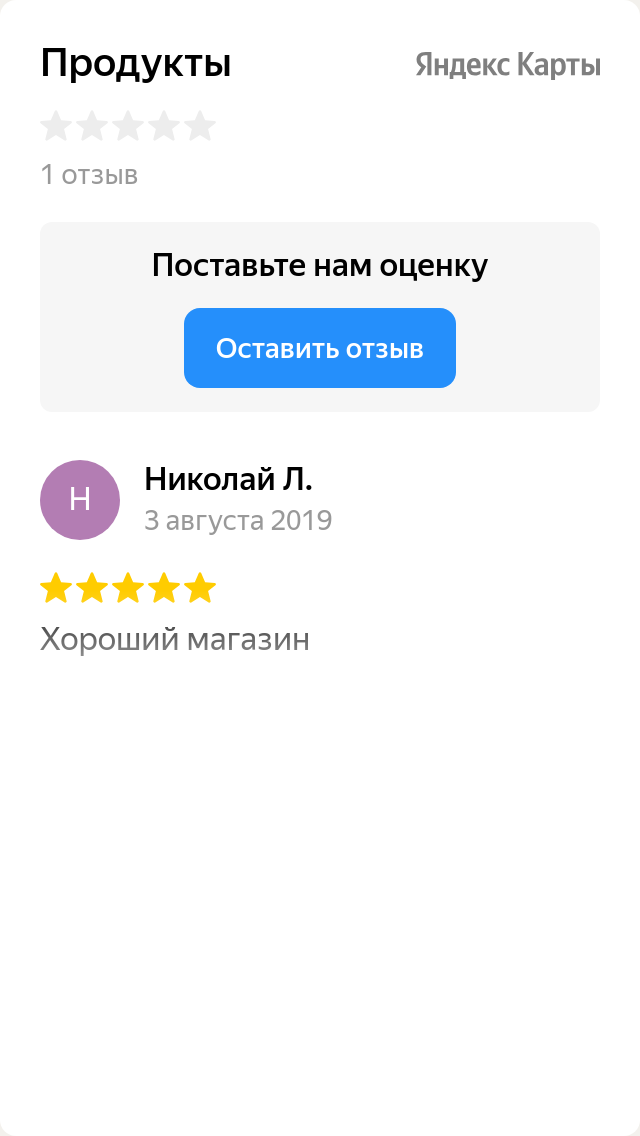 Продукты
Яндекс Карты
1 отзыв
Поставьте нам оценку
Оставить отзыв
Н
Николай Л.
3 августа 2019
Хороший магазин